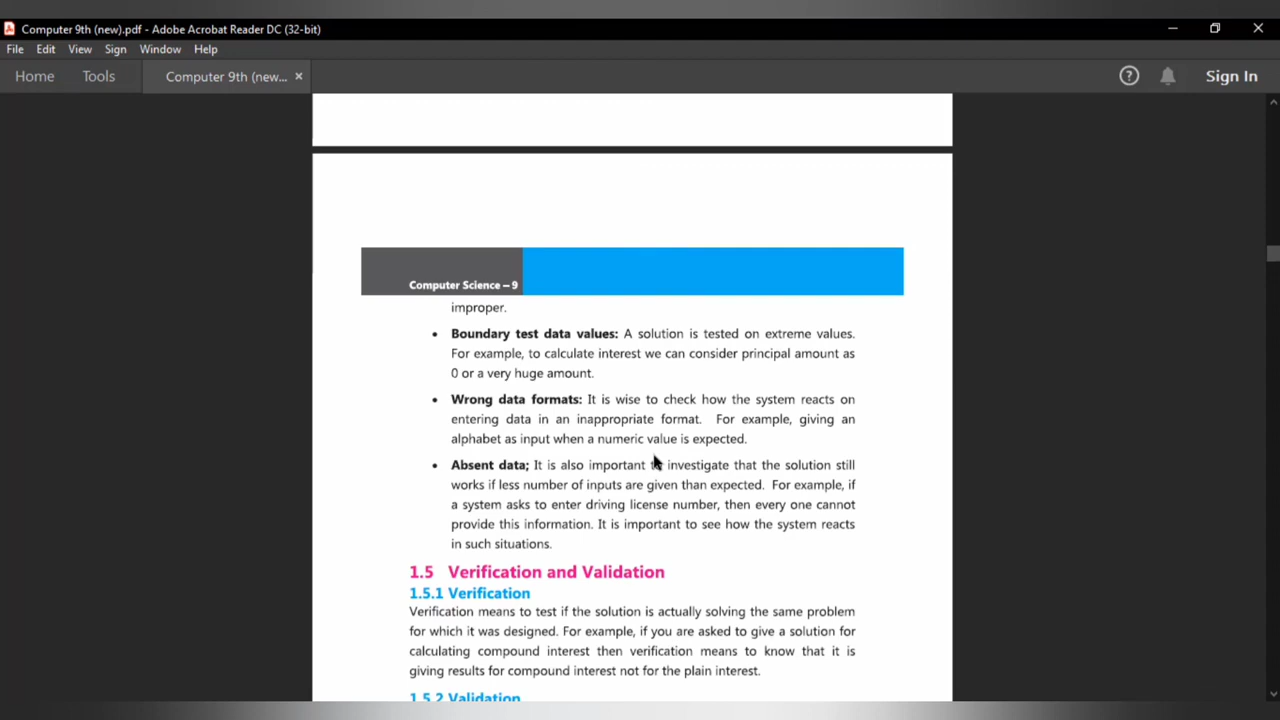 Computer 9th (new).pdf - Adobe Acrobat Reader DC (32-bit)
File Edit View Sign Window Help
Home Tools Computer 9th (new... × ? Sign In
Computer Science – 9
improper.
• Boundary test data values: A solution is tested on extreme values.
For example, to calculate interest we can consider principal amount as
0 or a very huge amount.
• Wrong data formats: It is wise to check how the system reacts on
entering data in an inappropriate format. For example, giving an
alphabet as input when a numeric value is expected.
• Absent data; It is also important to investigate that the solution still
works if less number of inputs are given than expected. For example, if
a system asks to enter driving license number, then every one cannot
provide this information. It is important to see how the system reacts
in such situations.
1.5 Verification and Validation
1.5.1 Verification
Verification means to test if the solution is actually solving the same problem
for which it was designed. For example, if you are asked to give a solution for
calculating compound interest then verification means to know that it is
giving results for compound interest not for the plain interest.
1.5.2 Validation